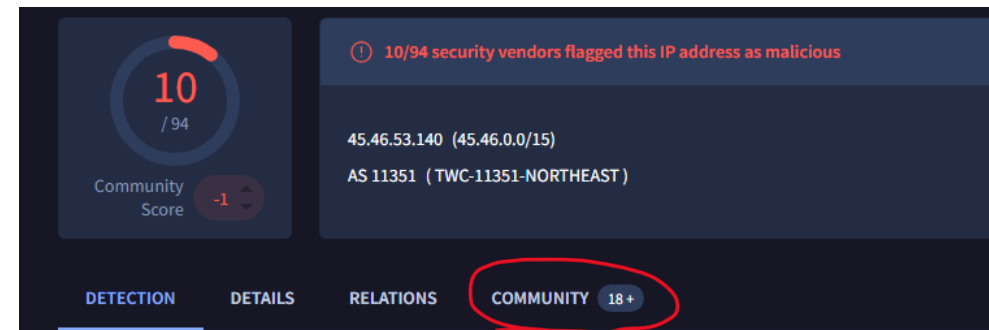 10
/ 94
Community
Score
-1
10/94 security vendors flagged this IP address as malicious
45.46.53.140 (45.46.0.0/15)
AS 11351 ( TWC-11351-NORTHEAST )
DETECTION DETAILS RELATIONS COMMUNITY 18+